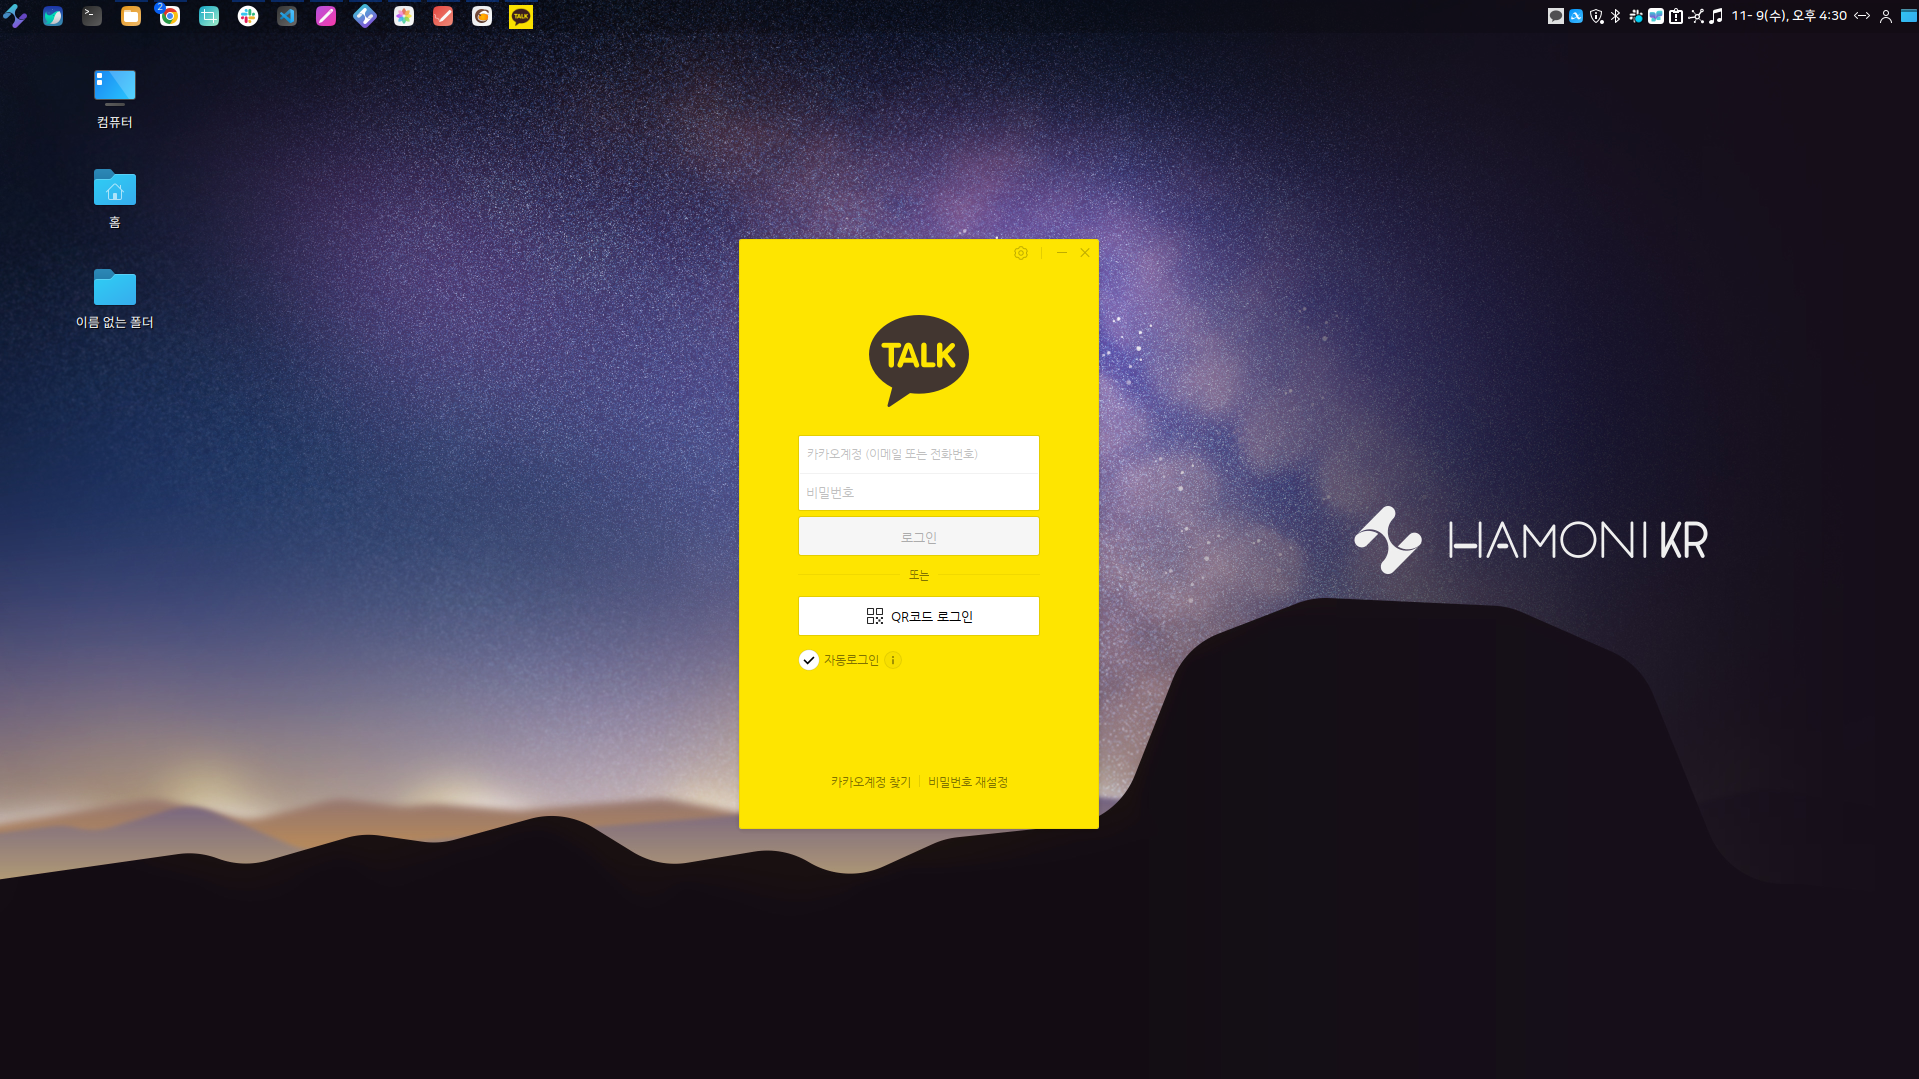 2
TALK
11- 9(수), 오후 4:30
컴퓨터
홈
이름 없는 폴더
TALK
카카오계정 (이메일 또는 전화번호)
비밀번호
로그인
또는
QR코드 로그인
자동로그인
카카오계정 찾기
비밀번호 재설정
HAMONIKR